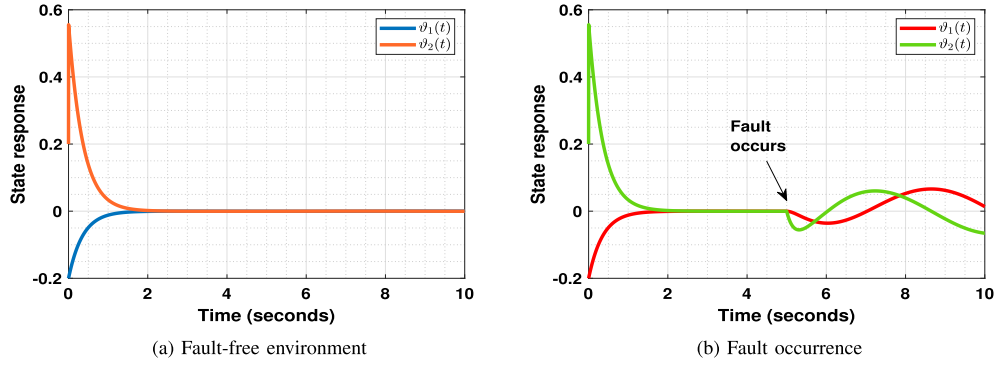 0.6
0.4
0.2
0
-0.2
State response
0 2 4 6 8 10
Time (seconds)
ϑ₁(t)
ϑ₂(t)
(a) Fault-free environment
0.6
0.4
0.2
0
-0.2
State response
0 2 4 6 8 10
Time (seconds)
ϑ₁(t)
ϑ₂(t)
Fault
occurs
(b) Fault occurrence